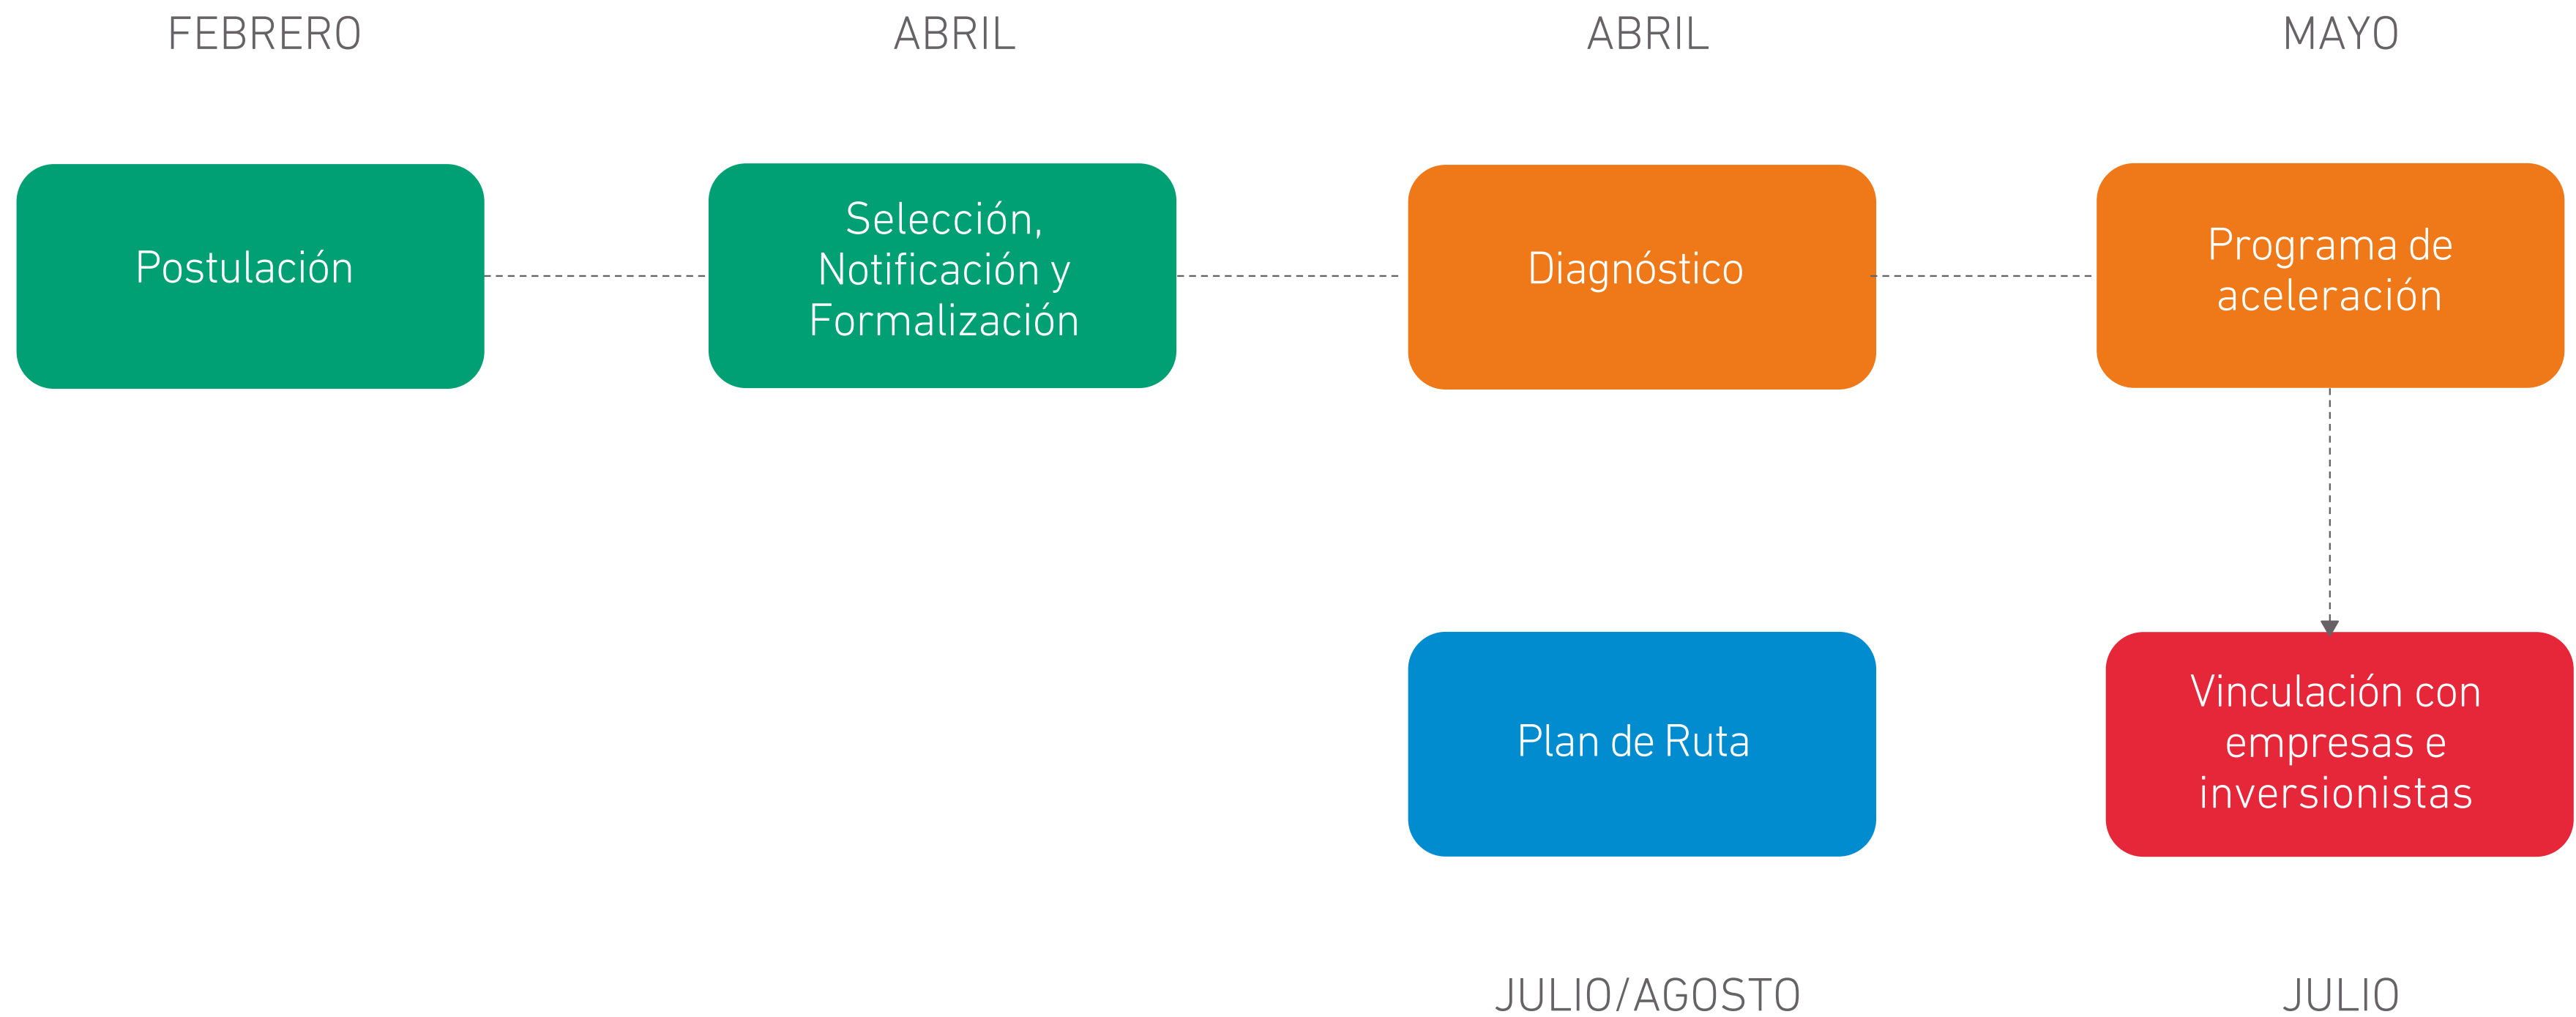 FEBRERO
ABRIL
ABRIL
MAYO
Postulación
Selección,
Notificación y
Formalización
Diagnóstico
Programa de
aceleración
Plan de Ruta
Vinculación con
empresas e
inversionistas
JULIO/AGOSTO
JULIO